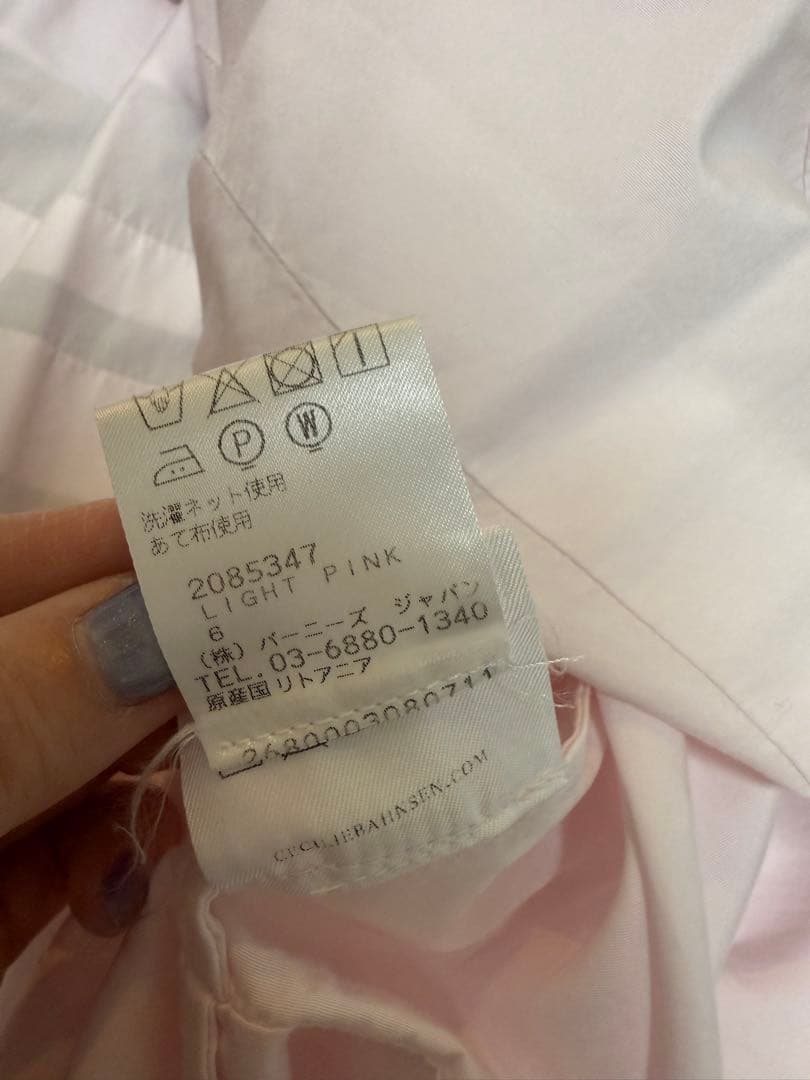 P W
洗濯ネット使用
あて布使用
2085347
LIGHT PINK
6
(株) バーニーズ ジャパン
TEL. 03-6880-1340
原産国リトアニア
2680003080711
CECILIEBAHNSEN.COM